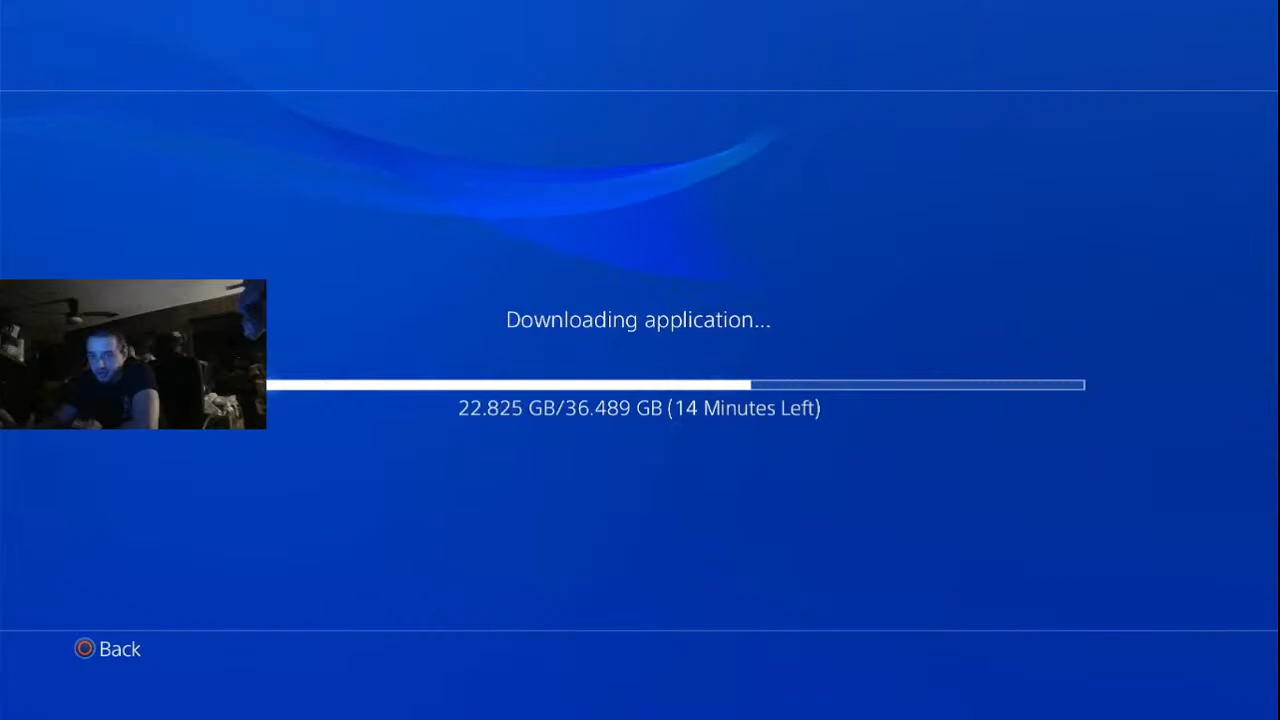 Downloading application...
22.825 GB/36.489 GB (14 Minutes Left)
Back